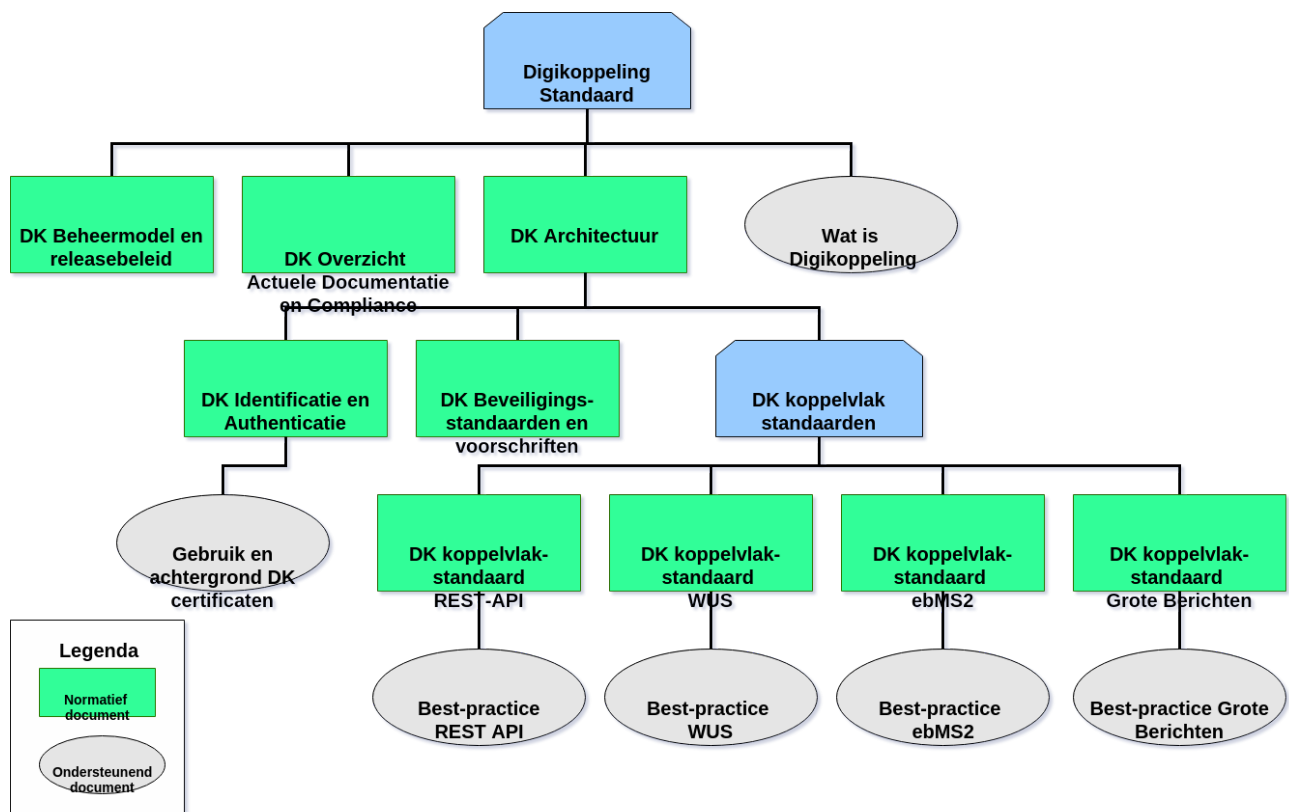 Digikoppeling
Standaard
DK Beheermodel en
releasebeleid
DK Overzicht
Actuele Documentatie
en Compliance
DK Architectuur
Wat is
Digikoppeling
DK Identificatie en
Authenticatie
DK Beveiligings-
standaarden en
voorschriften
DK koppelvlak
standaarden
Gebruik en
achtergrond DK
certificaten
DK koppelvlak-
standaard
REST-API
DK koppelvlak-
standaard
WUS
DK koppelvlak-
standaard
ebMS2
DK koppelvlak-
standaard
Grote Berichten
Best-practice
REST API
Best-practice
WUS
Best-practice
ebMS2
Best-practice Grote
Berichten
Legenda
Normatief
document
Ondersteunend
document